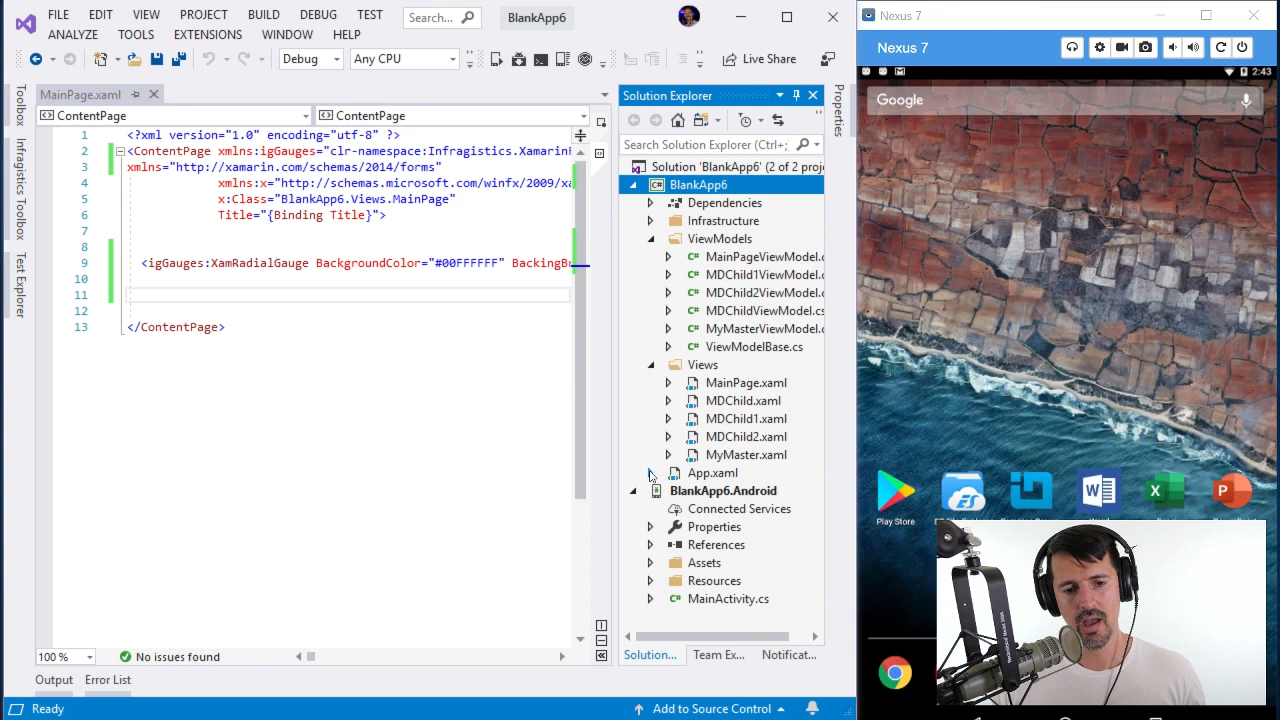 FILE EDIT VIEW PROJECT BUILD DEBUG TEST
ANALYZE TOOLS EXTENSIONS WINDOW HELP
Search...
BlankApp6
Debug
Any CPU
Live Share
Toolbox
Infragistics Toolbox
Test Explorer
MainPage.xaml
ContentPage
ContentPage
1 <?xml version="1.0" encoding="utf-8" ?>
2 <ContentPage xmlns:igGauges="clr-namespace:Infragistics.Xamarin
3 xmlns="http://xamarin.com/schemas/2014/forms"
4 xmlns:x="http://schemas.microsoft.com/winfx/2009/xa
5 x:Class="BlankApp6.Views.MainPage"
6 Title="{Binding Title}">
7
8
9 <igGauges:XamRadialGauge BackgroundColor="#00FFFFFF" BackingBr
10
11
12
13 </ContentPage>
100 %
No issues found
Output Error List
Ready
Add to Source Control
Solution Explorer
Search Solution Explorer (Ctrl+;
Solution 'BlankApp6' (2 of 2 proj
BlankApp6
Dependencies
Infrastructure
ViewModels
MainPageViewModel.c
MDChild1ViewModel.c
MDChild2ViewModel.c
MDChildViewModel.cs
MyMasterViewModel.c
ViewModelBase.cs
Views
MainPage.xaml
MDChild.xaml
MDChild1.xaml
MDChild2.xaml
MyMaster.xaml
App.xaml
BlankApp6.Android
Connected Services
Properties
References
Assets
Resources
MainActivity.cs
Solution...
Team Ex...
Notificat...
Properties
Nexus 7
Nexus 7
2:43
Google
W
X
P
Play Store